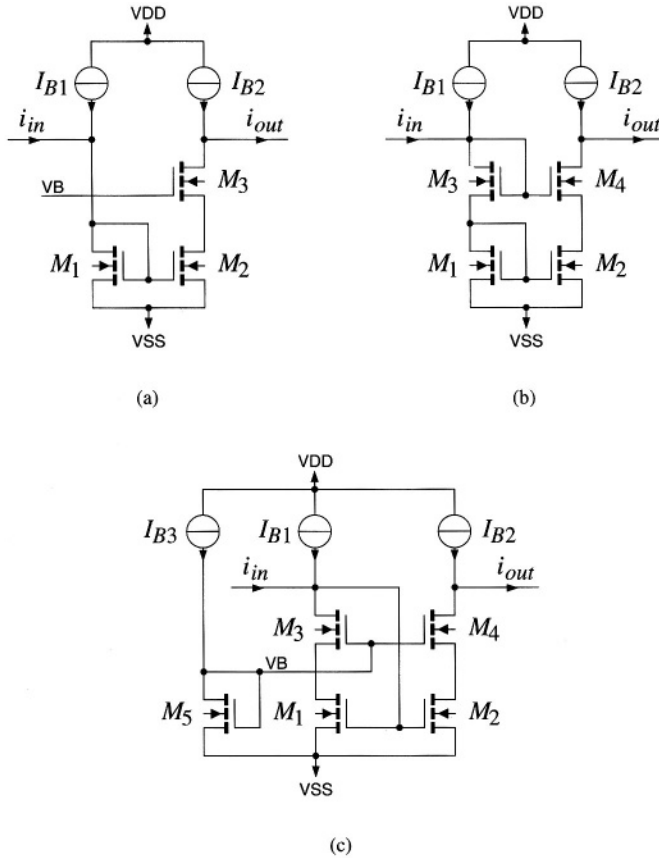 VDD
I_B1 I_B2
i_in i_out
VB M_3
M_1 M_2
VSS
(a)
VDD
I_B1 I_B2
i_in i_out
M_3 M_4
M_1 M_2
VSS
(b)
VDD
I_B3 I_B1 I_B2
i_in i_out
M_3 M_4
VB
M_5 M_1 M_2
VSS
(c)